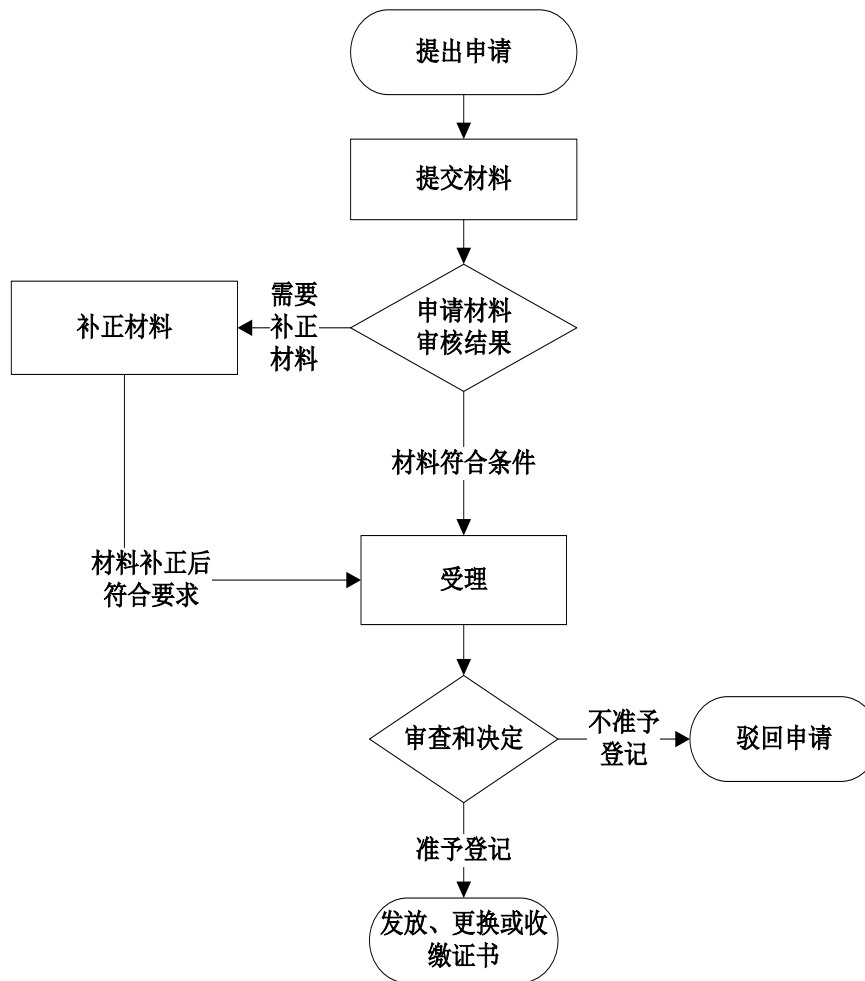 提出申请
提交材料
申请材料
审核结果
需要
补正
材料
补正材料
材料符合条件
材料补正后
符合要求
受理
审查和决定
不准予
登记
驳回申请
准予登记
发放、更换或收
缴证书